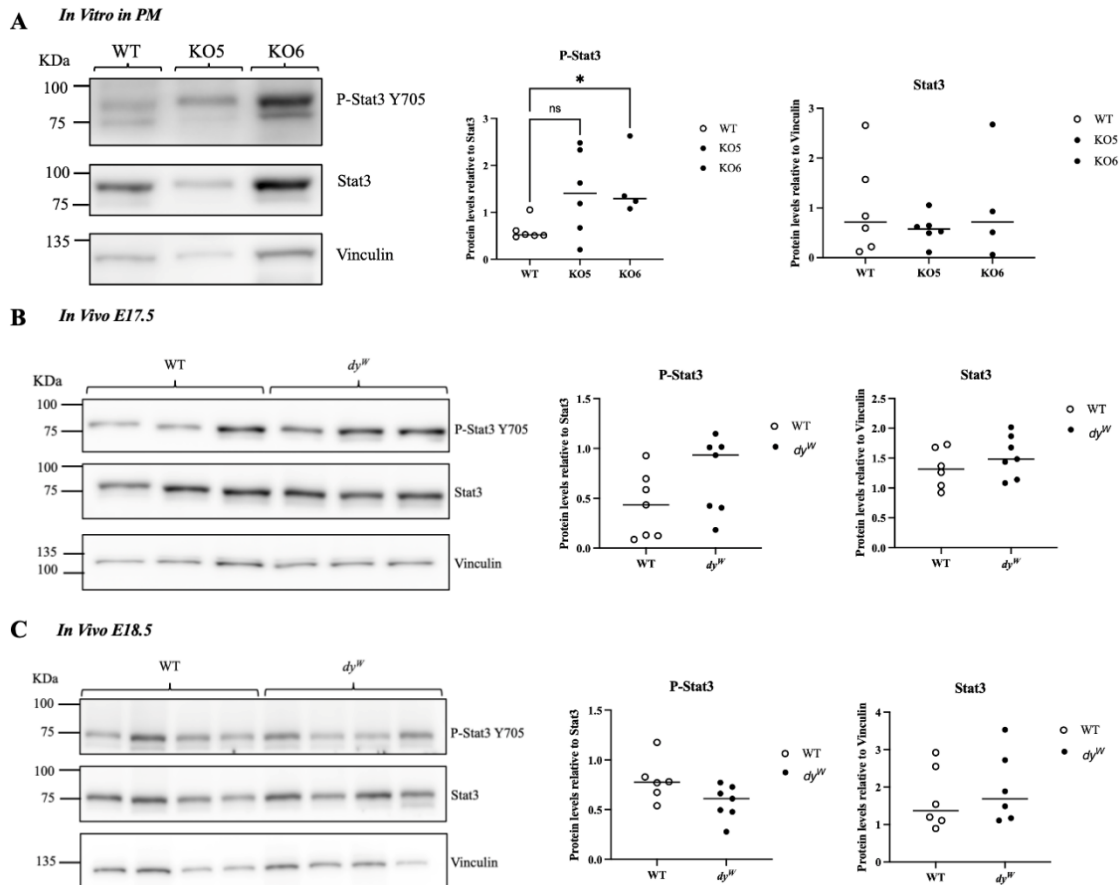 A In Vitro in PM
KDa WT KO5 KO6
100
75
P-Stat3 Y705
100
75
Stat3
135
Vinculin
P-Stat3
Protein levels relative to Stat3
3
2
1
0
ns
*
WT KO5 KO6
WT
KO5
KO6
Stat3
Protein levels relative to Vinculin
3
2
1
0
WT KO5 KO6
WT
KO5
KO6
B In Vivo E17.5
KDa WT dyW
100
75
P-Stat3 Y705
100
75
Stat3
135
100
Vinculin
P-Stat3
Protein levels relative to Stat3
1.5
1.0
0.5
0.0
WT dyW
WT
dyW
Stat3
Protein levels relative to Vinculin
2.5
2.0
1.5
1.0
0.5
0.0
WT dyW
WT
dyW
C In Vivo E18.5
KDa WT dyW
100
75
P-Stat3 Y705
100
75
Stat3
135
Vinculin
P-Stat3
Protein levels relative to Stat3
1.5
1.0
0.5
0.0
WT dyW
WT
dyW
Stat3
Protein levels relative to Vinculin
4
3
2
1
0
WT dyW
WT
dyW